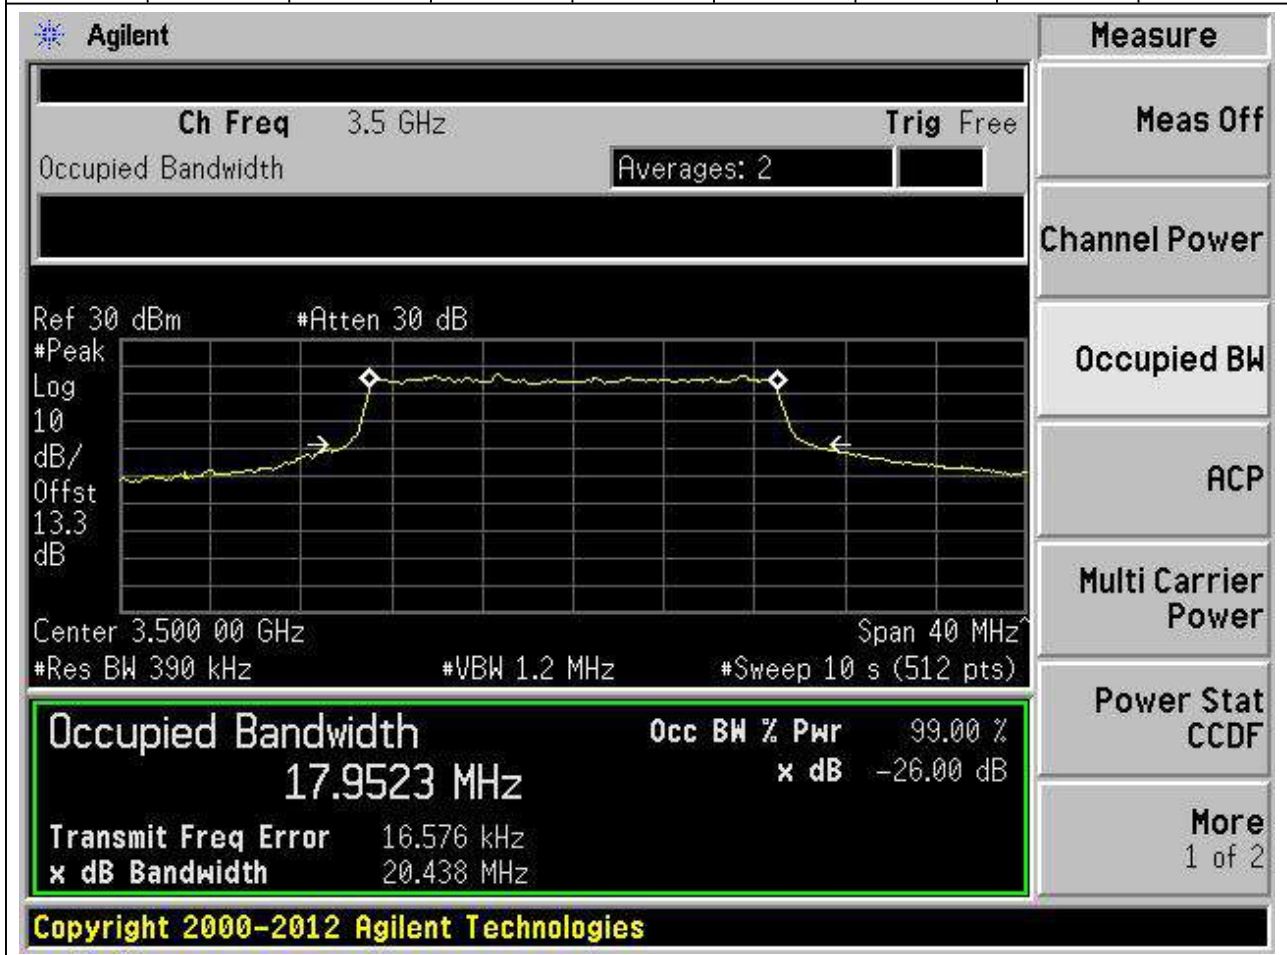 Agilent
Measure
Ch Freq 3.5 GHz Trig Free
Meas Off
Occupied Bandwidth Averages: 2
Channel Power
Ref 30 dBm #Atten 30 dB
#Peak
Log
10
dB/
Offst
13.3
dB
Occupied BW
ACP
Center 3.500 00 GHz Span 40 MHz^
#Res BW 390 kHz #VBW 1.2 MHz #Sweep 10 s (512 pts)
Multi Carrier
Power
Occupied Bandwidth Occ BW % Pwr 99.00 %
17.9523 MHz x dB -26.00 dB
Power Stat
CCDF
Transmit Freq Error 16.576 kHz
x dB Bandwidth 20.438 MHz
More
1 of 2
Copyright 2000-2012 Agilent Technologies